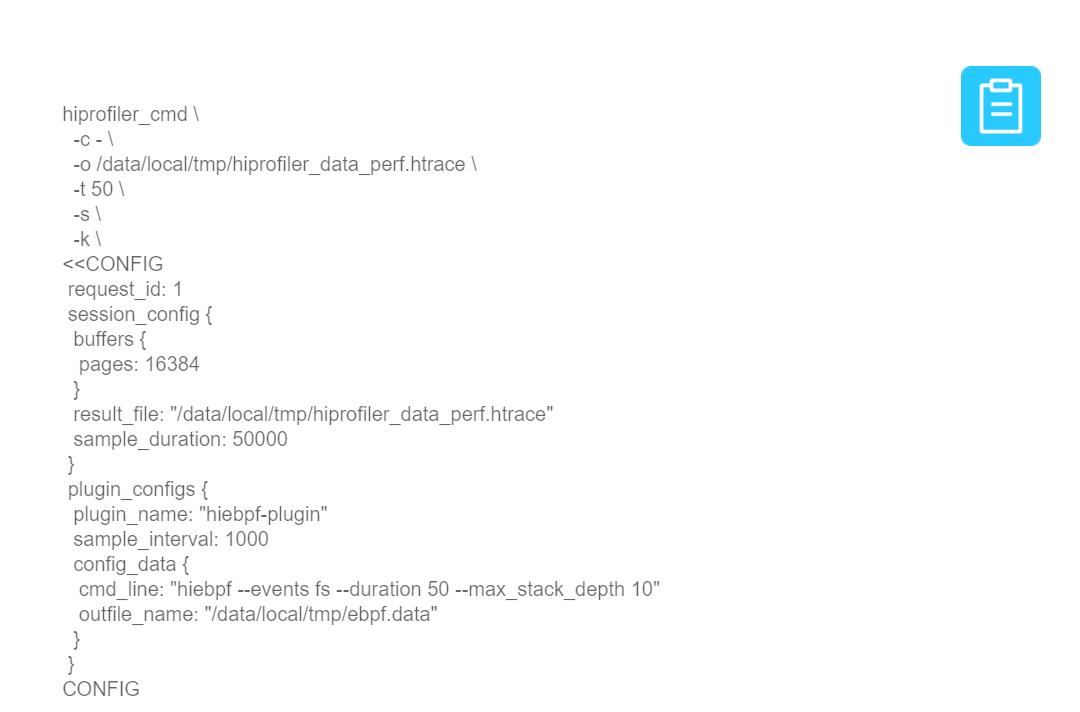 hiprofiler_cmd \
-c - \
-o /data/local/tmp/hiprofiler_data_perf.htrace \
-t 50 \
-s \
-k \
<<CONFIG
request_id: 1
session_config {
buffers {
pages: 16384
}
result_file: "/data/local/tmp/hiprofiler_data_perf.htrace"
sample_duration: 50000
}
plugin_configs {
plugin_name: "hiebpf-plugin"
sample_interval: 1000
config_data {
cmd_line: "hiebpf --events fs --duration 50 --max_stack_depth 10"
outfile_name: "/data/local/tmp/ebpf.data"
}
}
CONFIG